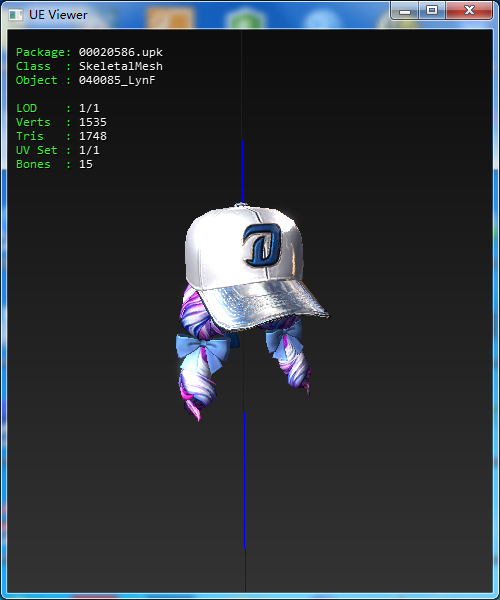 UE Viewer
Package: 00020586.upk
Class : SkeletalMesh
Object : 040085_LynF
LOD : 1/1
Verts : 1535
Tris : 1748
UV Set : 1/1
Bones : 15
D